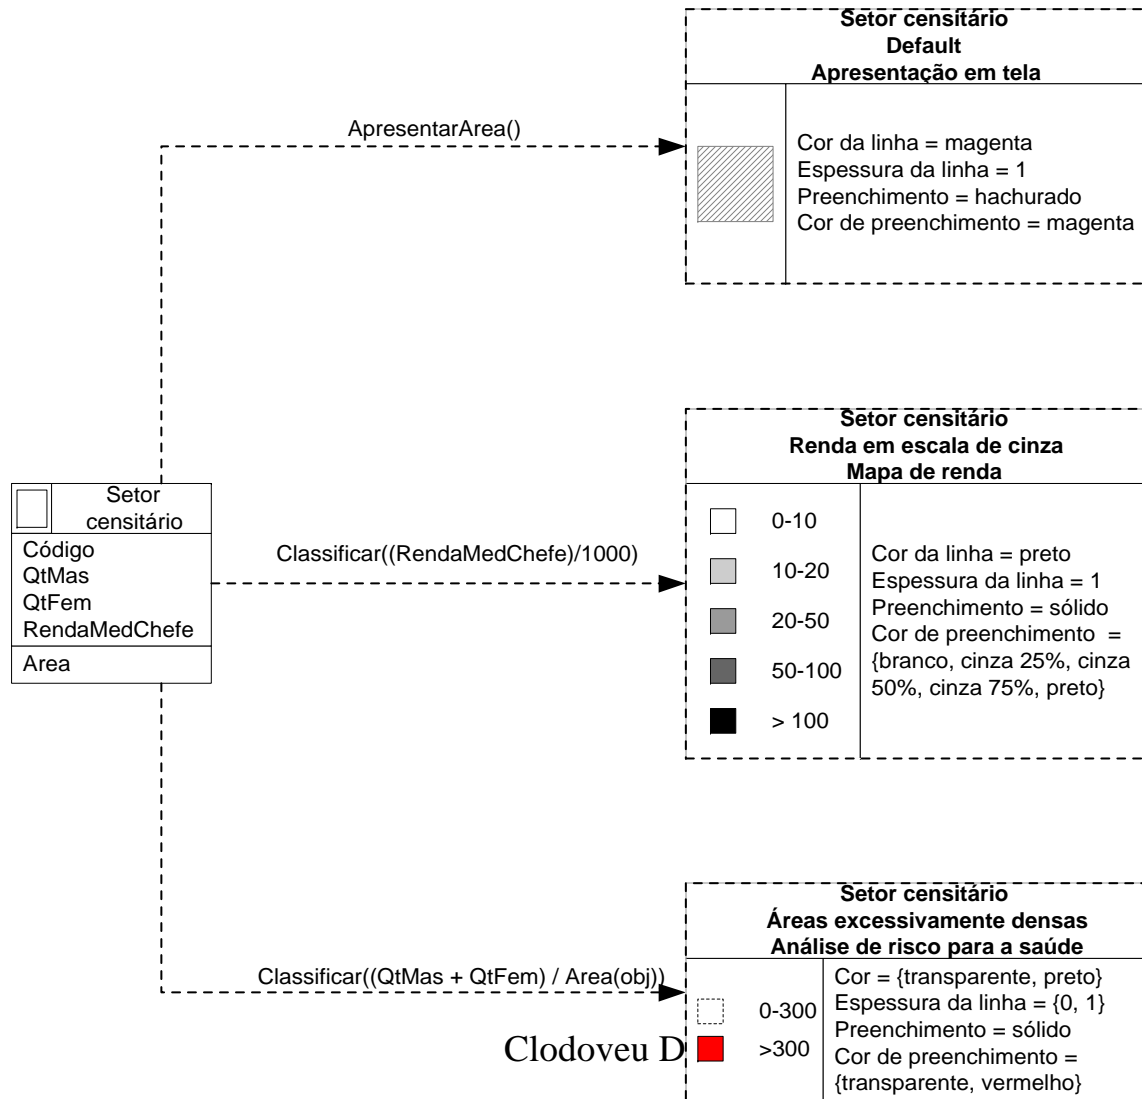 Setor censitário
Default
Apresentação em tela
ApresentarArea()
Cor da linha = magenta
Espessura da linha = 1
Preenchimento = hachurado
Cor de preenchimento = magenta
Setor
censitário
Código
QtMas
QtFem
RendaMedChefe
Area
Classificar((RendaMedChefe)/1000)
Setor censitário
Renda em escala de cinza
Mapa de renda
0-10
10-20
20-50
50-100
> 100
Cor da linha = preto
Espessura da linha = 1
Preenchimento = sólido
Cor de preenchimento =
{branco, cinza 25%, cinza
50%, cinza 75%, preto}
Classificar((QtMas + QtFem) / Area(obj))
Setor censitário
Áreas excessivamente densas
Análise de risco para a saúde
0-300
>300
Cor = {transparente, preto}
Espessura da linha = {0, 1}
Preenchimento = sólido
Cor de preenchimento =
{transparente, vermelho}
Clodoveu D